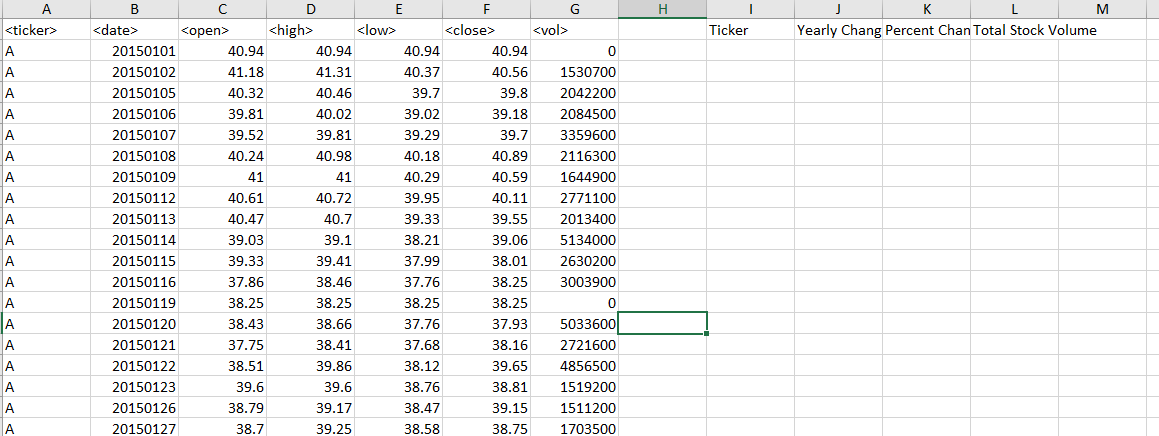 A B C D E F G H I J K L M
<ticker> <date> <open> <high> <low> <close> <vol> Ticker Yearly Chang Percent Chan Total Stock Volume
A 20150101 40.94 40.94 40.94 40.94 0
A 20150102 41.18 41.31 40.37 40.56 1530700
A 20150105 40.32 40.46 39.7 39.8 2042200
A 20150106 39.81 40.02 39.02 39.18 2084500
A 20150107 39.52 39.81 39.29 39.7 3359600
A 20150108 40.24 40.98 40.18 40.89 2116300
A 20150109 41 41 40.29 40.59 1644900
A 20150112 40.61 40.72 39.95 40.11 2771100
A 20150113 40.47 40.7 39.33 39.55 2013400
A 20150114 39.03 39.1 38.21 39.06 5134000
A 20150115 39.33 39.41 37.99 38.01 2630200
A 20150116 37.86 38.46 37.76 38.25 3003900
A 20150119 38.25 38.25 38.25 38.25 0
A 20150120 38.43 38.66 37.76 37.93 5033600
A 20150121 37.75 38.41 37.68 38.16 2721600
A 20150122 38.51 39.86 38.12 39.65 4856500
A 20150123 39.6 39.6 38.76 38.81 1519200
A 20150126 38.79 39.17 38.47 39.15 1511200
A 20150127 38.7 39.25 38.58 38.75 1703500